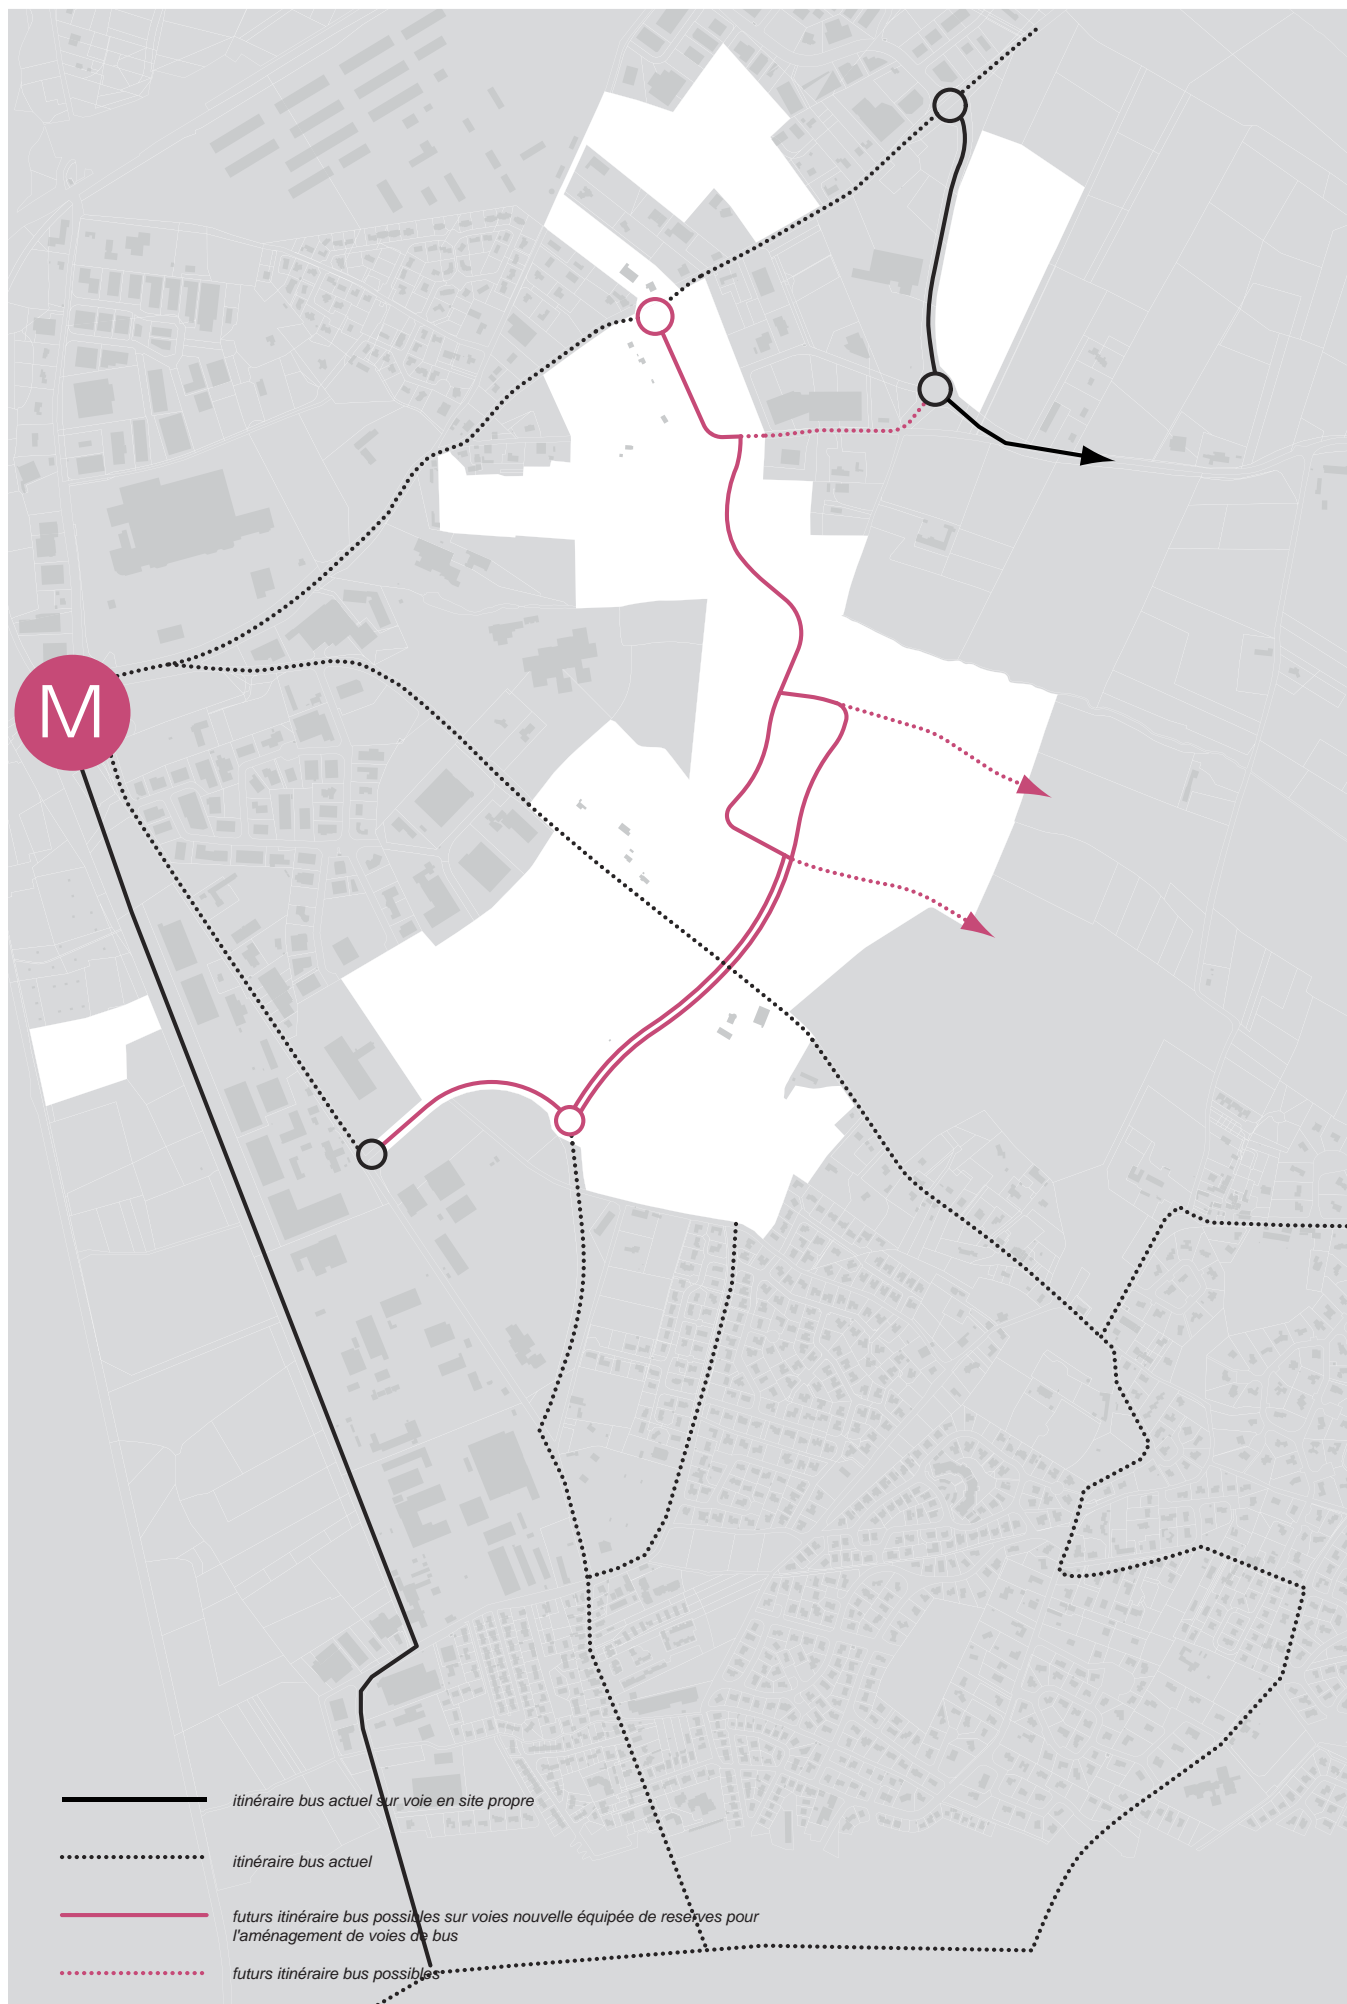 M
itinéraire bus actuel sur voie en site propre
itinéraire bus actuel
futurs itinéraire bus possibles sur voies nouvelle équipée de reserves pour
l'aménagement de voies de bus
futurs itinéraire bus possibles